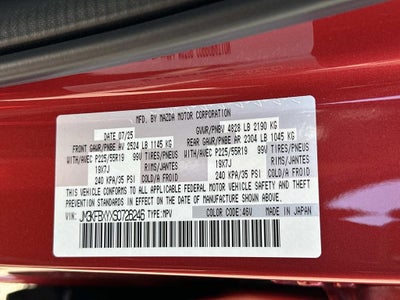 MFD. BY MAZDA MOTOR CORPORATION
DATE 07/25 GVWR/PNBV 4828 LB 2190 KG
FRONT GAWR/PNBE AV 2524 LB 1145 KG REAR GAWR/PNBE AR 2304 LB 1045 KG
WITH/AVEC P225/55R19 99V TIRES/PNEUS WITH/AVEC P225/55R19 99V TIRES/PNEUS
19X7J RIMS/JANTES 19X7J RIMS/JANTES
240 KPA/35 PSI COLD/A FROID 240 KPA/35 PSI COLD/A FROID
THIS VEHICLE CONFORMS TO ALL APPLICABLE FEDERAL MOTOR VEHICLE SAFETY, BUMPER AND THEFT
PREVENTION STANDARDS IN EFFECT ON THE DATE OF MANUFACTURE SHOWN ABOVE.
VIN: TYPE:MPV COLOR CODE:46V MADE IN JAPAN